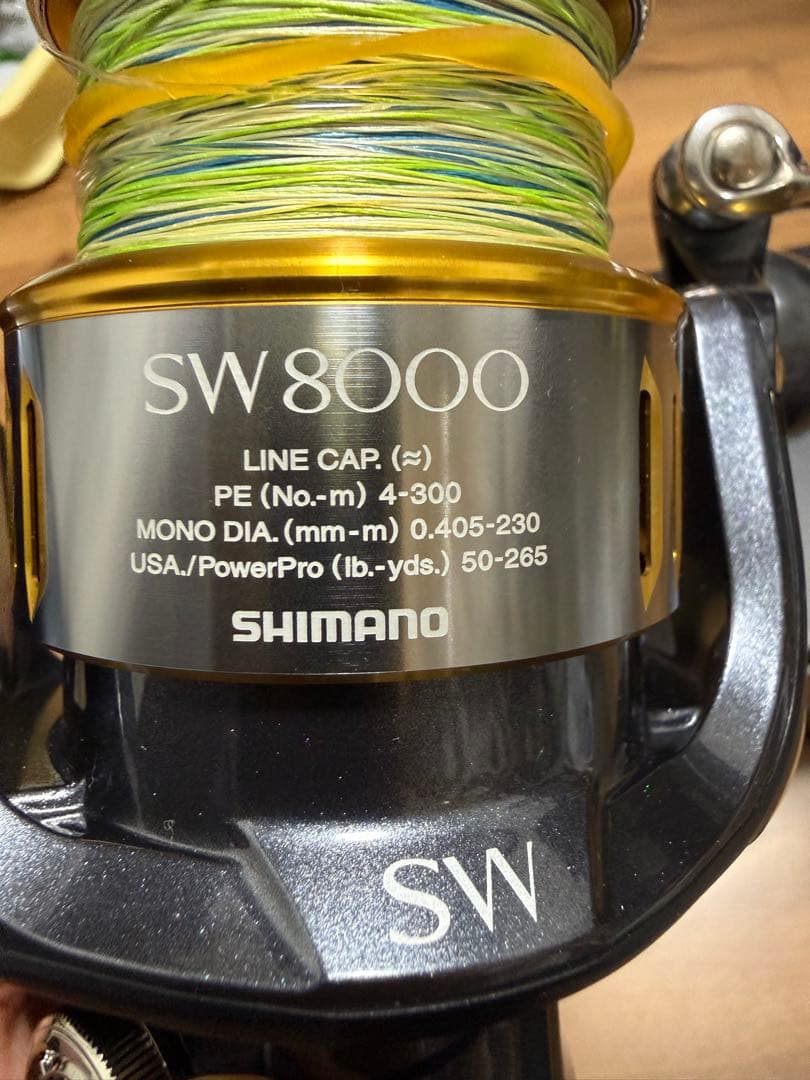 SW 8000
LINE CAP. (≈)
PE (No.-m) 4-300
MONO DIA. (mm-m) 0.405-230
USA./PowerPro (lb.-yds.) 50-265
SHIMANO
SW